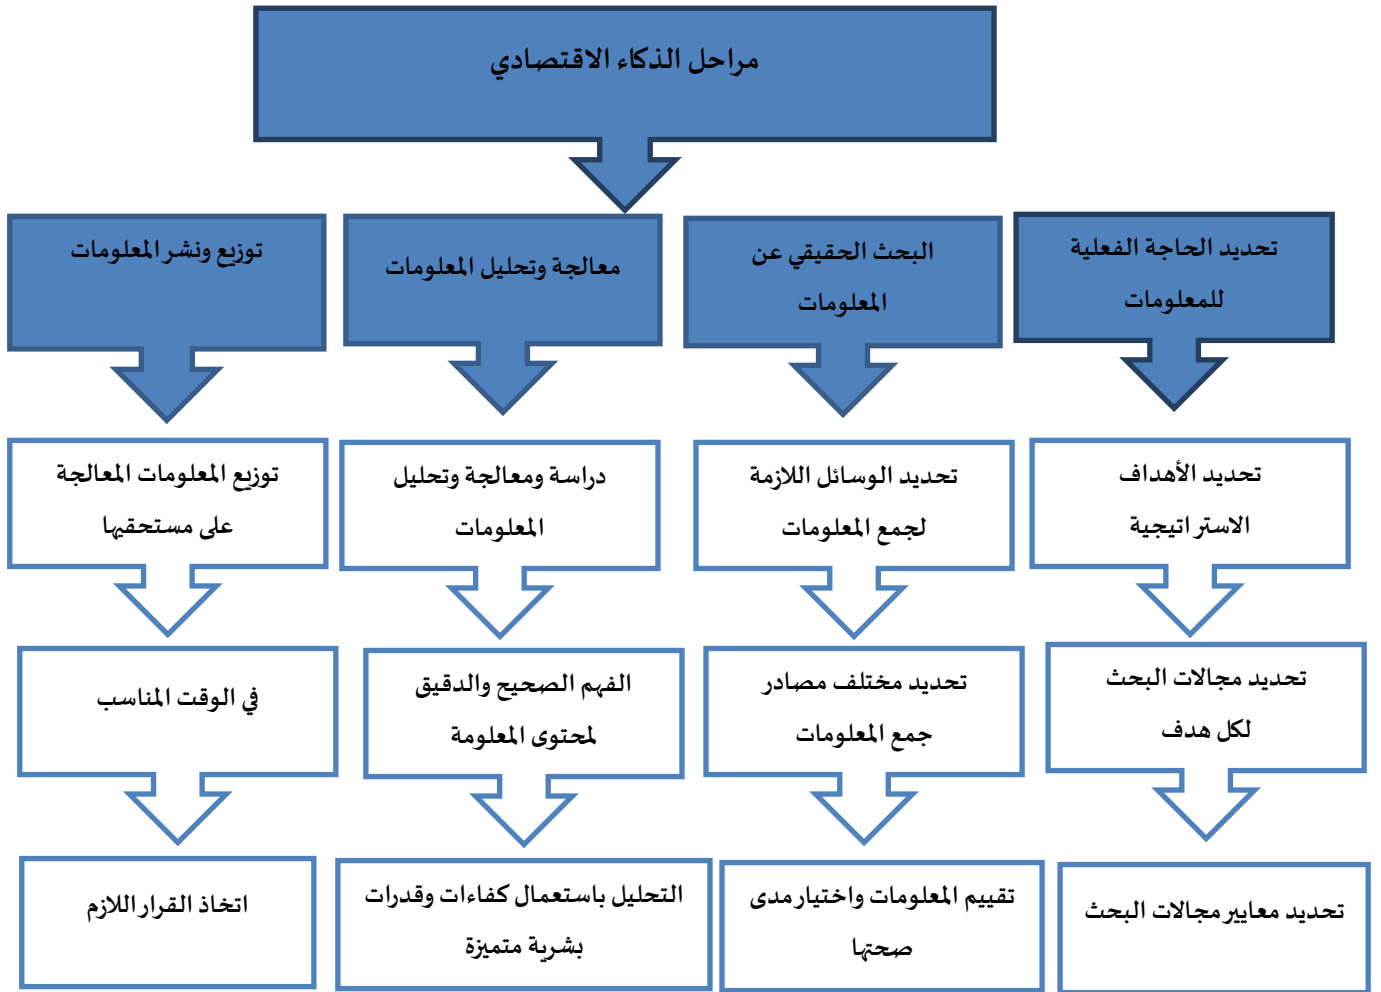 مراحل الذكاء الاقتصادي
تحديد الحاجة الفعلية
للمعلومات
البحث الحقيقي عن
المعلومات
معالجة وتحليل المعلومات
توزيع ونشر المعلومات
تحديد الأهداف
الاستراتيجية
تحديد الوسائل اللازمة
لجمع المعلومات
دراسة ومعالجة وتحليل
المعلومات
توزيع المعلومات المعالجة
على مستحقيها
تحديد مجالات البحث
لكل هدف
تحديد مختلف مصادر
جمع المعلومات
الفهم الصحيح والدقيق
لمحتوى المعلومة
في الوقت المناسب
تحديد معايير مجالات البحث
تقييم المعلومات واختيار مدى
صحتها
التحليل باستعمال كفاءات وقدرات
بشرية متميزة
اتخاذ القرار اللازم